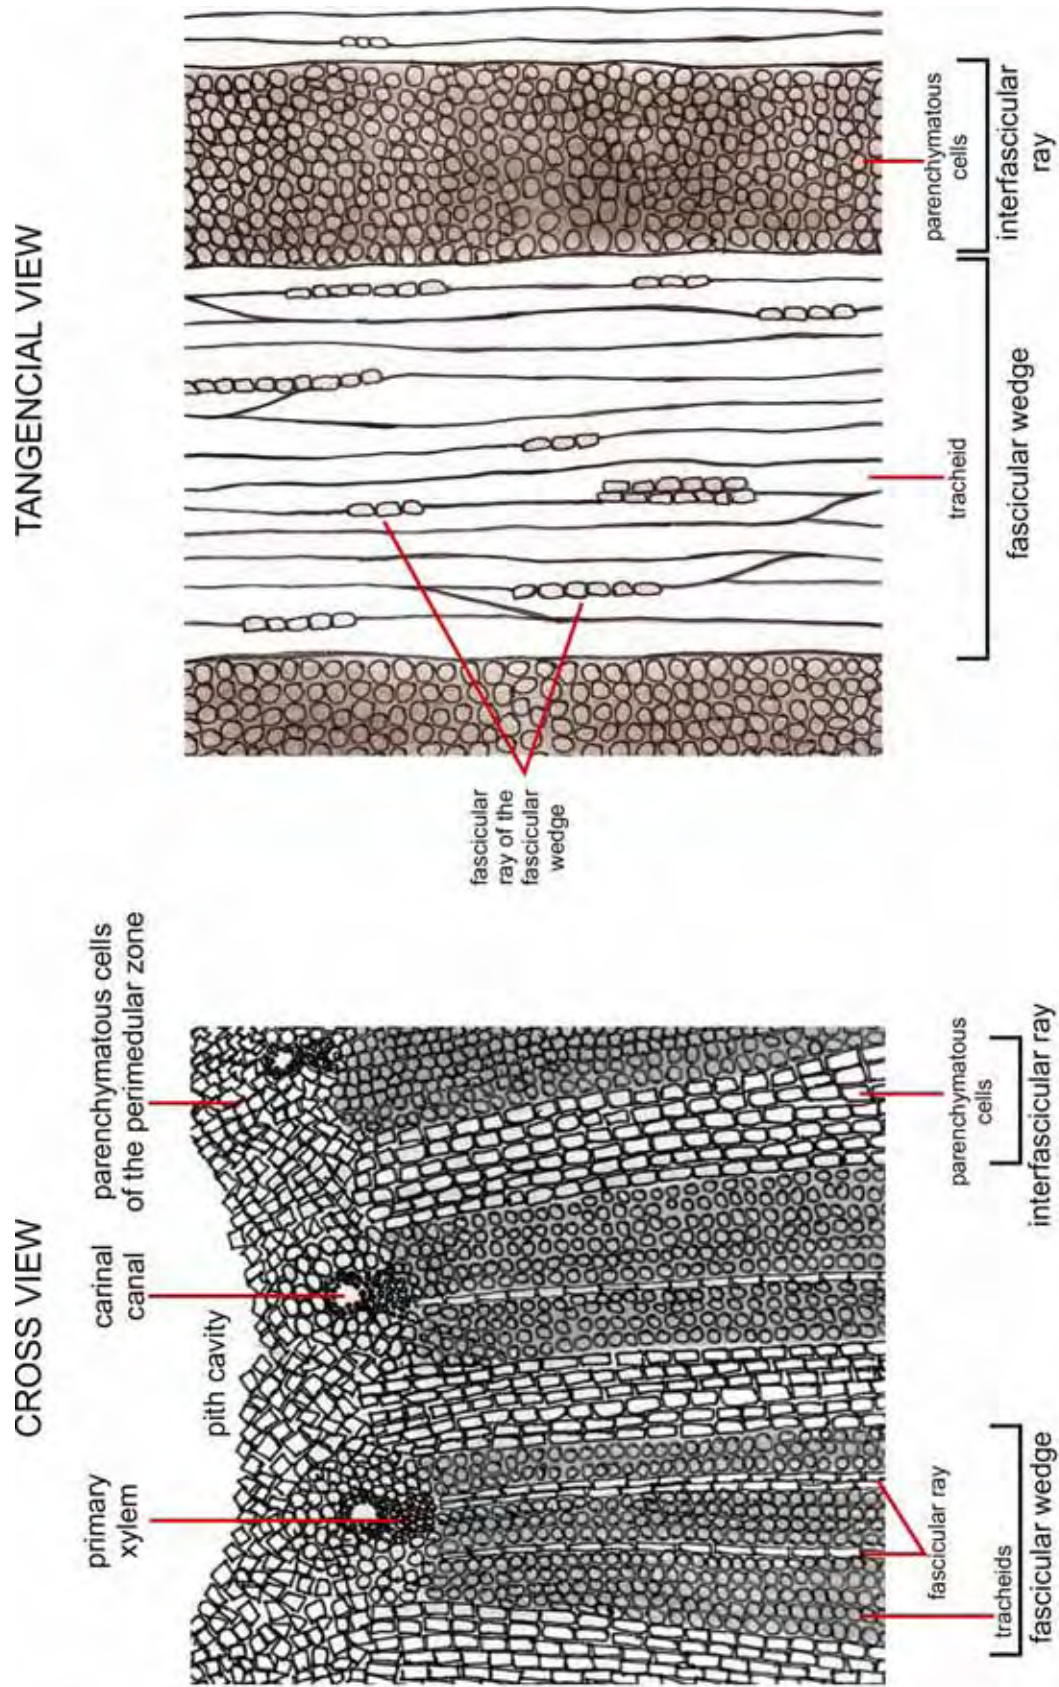 CROSS VIEW
primary
xylem
pith cavity
carinal
canal
parenchymatous cells
of the perimedular zone
tracheids
fascicular wedge
fascicular ray
parenchymatous
cells
interfascicular ray
TANGENCIAL VIEW
fascicular
ray of the
fascicular
wedge
tracheid
fascicular wedge
parenchymatous
cells
interfascicular
ray